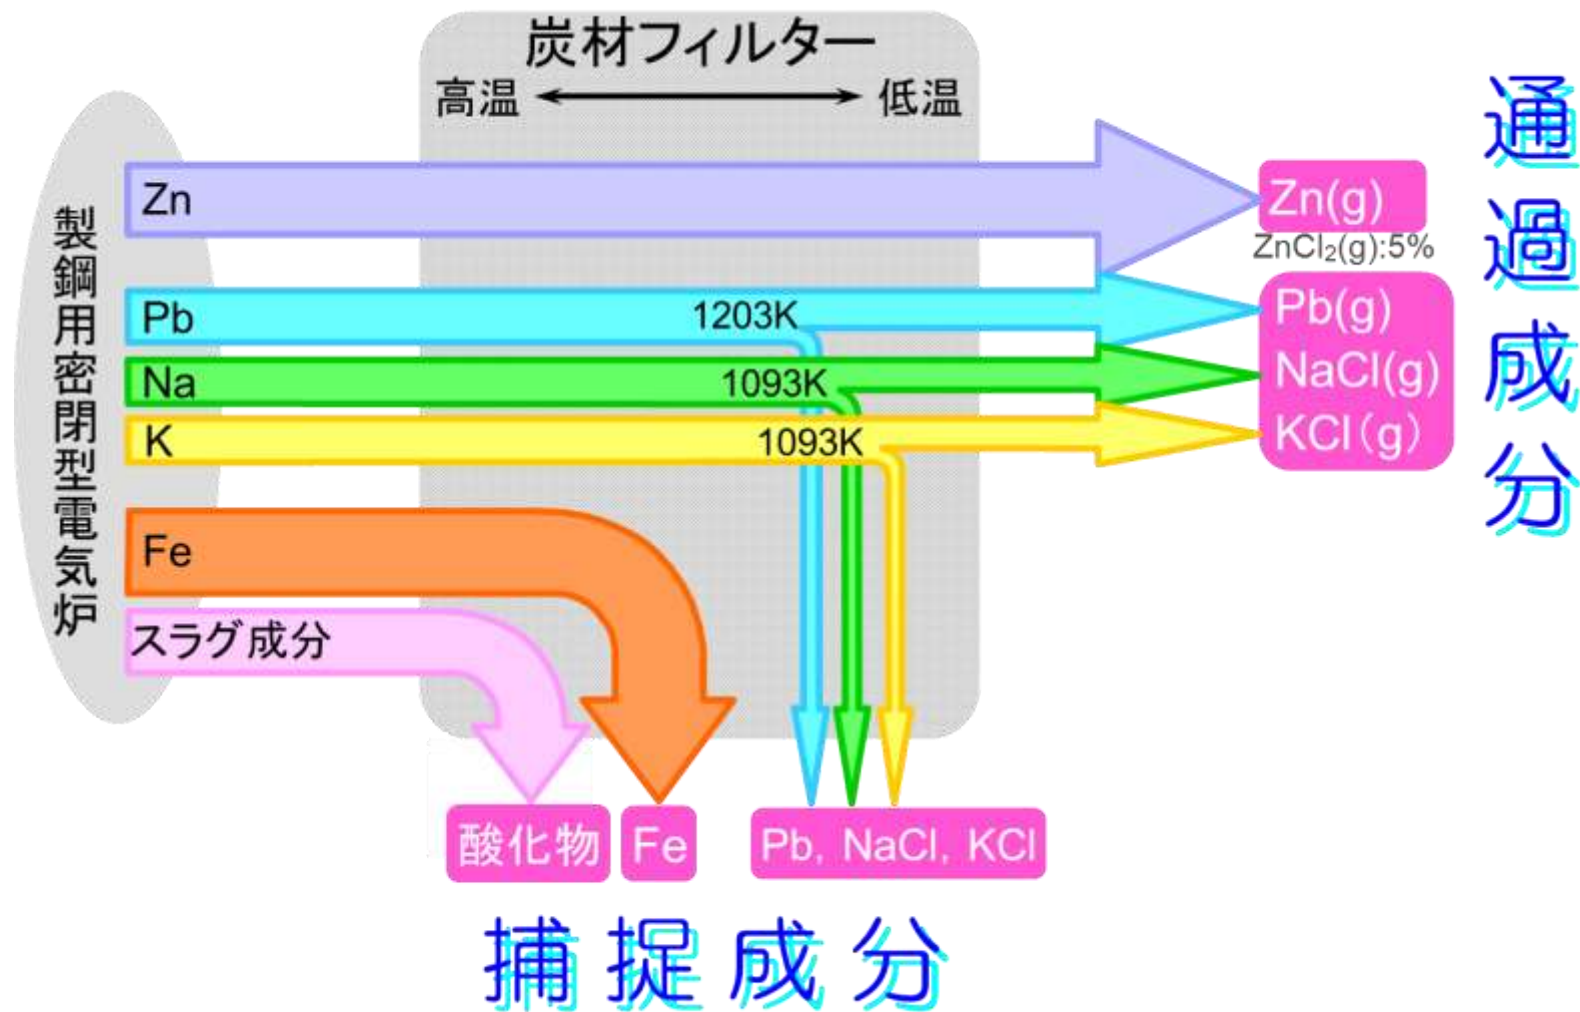 炭材フィルター
高温 低温
製鋼用密閉型電気炉
Zn
Pb
1203K
Na
1093K
K
1093K
Fe
スラグ成分
Zn(g)
ZnCl₂(g):5%
Pb(g)
NaCl(g)
KCl(g)
通過成分
酸化物
Fe
Pb, NaCl, KCl
捕捉成分